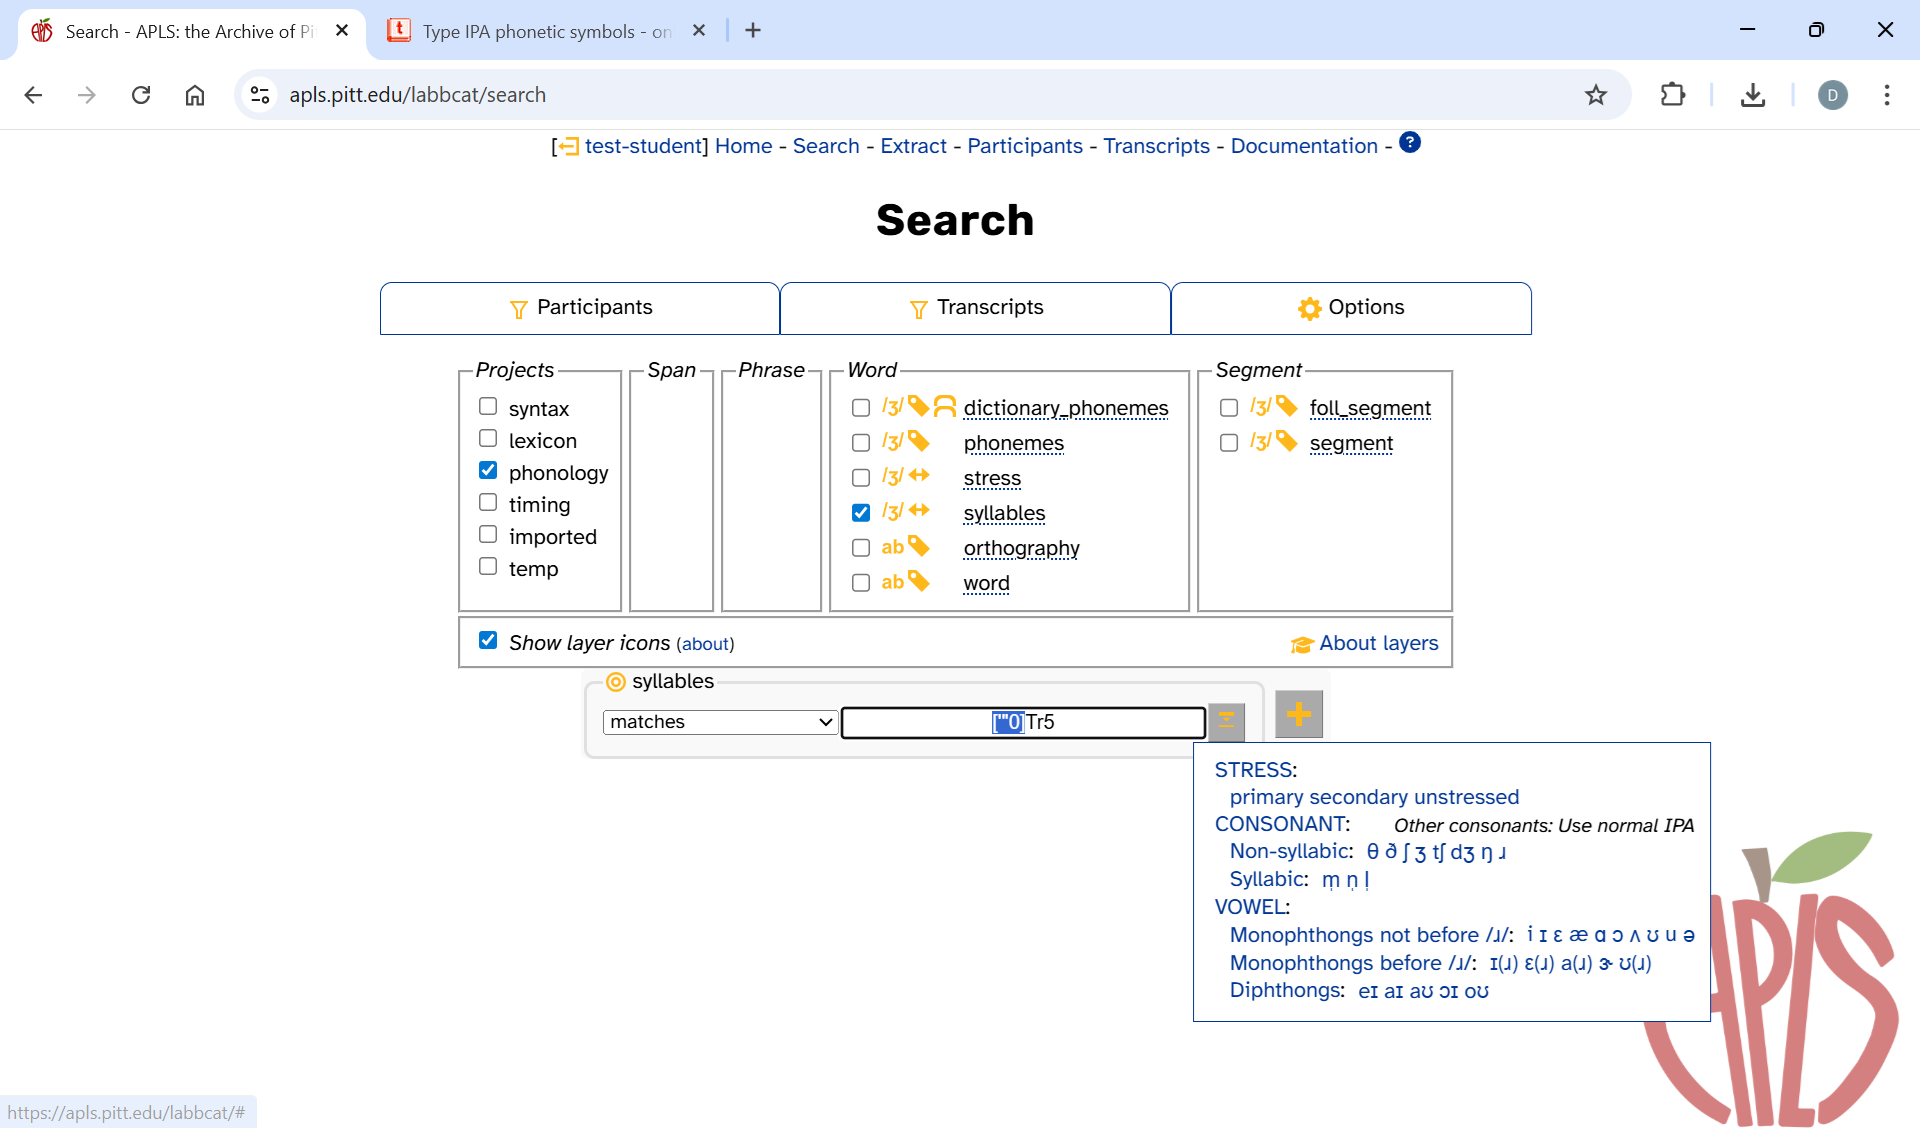 Search - APLS: the Archive of Pi
Type IPA phonetic symbols - on
apls.pitt.edu/labbcat/search
D
[test-student] Home - Search - Extract - Participants - Transcripts - Documentation - ?
Search
Participants
Transcripts
Options
Projects
syntax
lexicon
phonology
timing
imported
temp
Span
Phrase
Word
/ʒ/ dictionary_phonemes
/ʒ/ phonemes
/ʒ/ stress
/ʒ/ syllables
ab orthography
ab word
Segment
/ʒ/ foll_segment
/ʒ/ segment
Show layer icons (about)
About layers
syllables
matches
['"0]Tr5
STRESS:
primary secondary unstressed
CONSONANT: Other consonants: Use normal IPA
Non-syllabic: θ ð ʃ ʒ tʃ dʒ ŋ ɹ
Syllabic: m̩ n̩ l̩
VOWEL:
Monophthongs not before /ɹ/: i ɪ ɛ æ ɑ ɔ ʌ ʊ u ə
Monophthongs before /ɹ/: ɪ(ɹ) ɛ(ɹ) a(ɹ) ɝ ʊ(ɹ)
Diphthongs: eɪ aɪ aʊ ɔɪ oʊ
APLS
https://apls.pitt.edu/labbcat/#